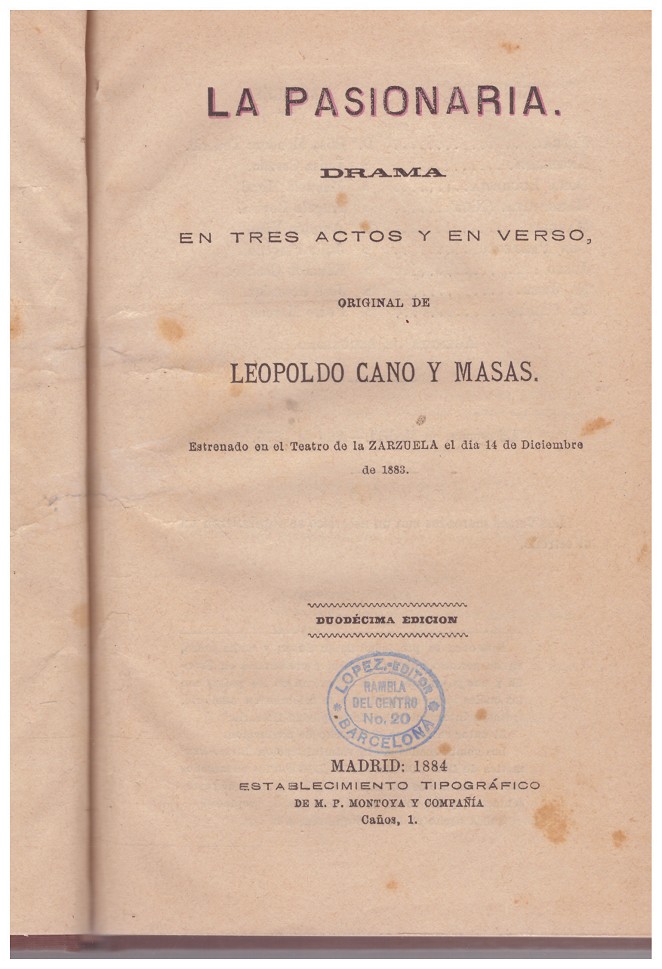 LA PASIONARIA.
DRAMA
EN TRES ACTOS Y EN VERSO,
ORIGINAL DE
LEOPOLDO CANO Y MASAS.
Estrenado en el Teatro de la ZARZUELA el dia 14 de Diciembre
de 1883.
DUODÉCIMA EDICION
LOPEZ, EDITOR
RAMBLA
DEL CENTRO
No. 20
BARCELONA
MADRID: 1884
ESTABLECIMIENTO TIPOGRÁFICO
DE M. P. MONTOYA Y COMPAÑÍA
Caños, 1.